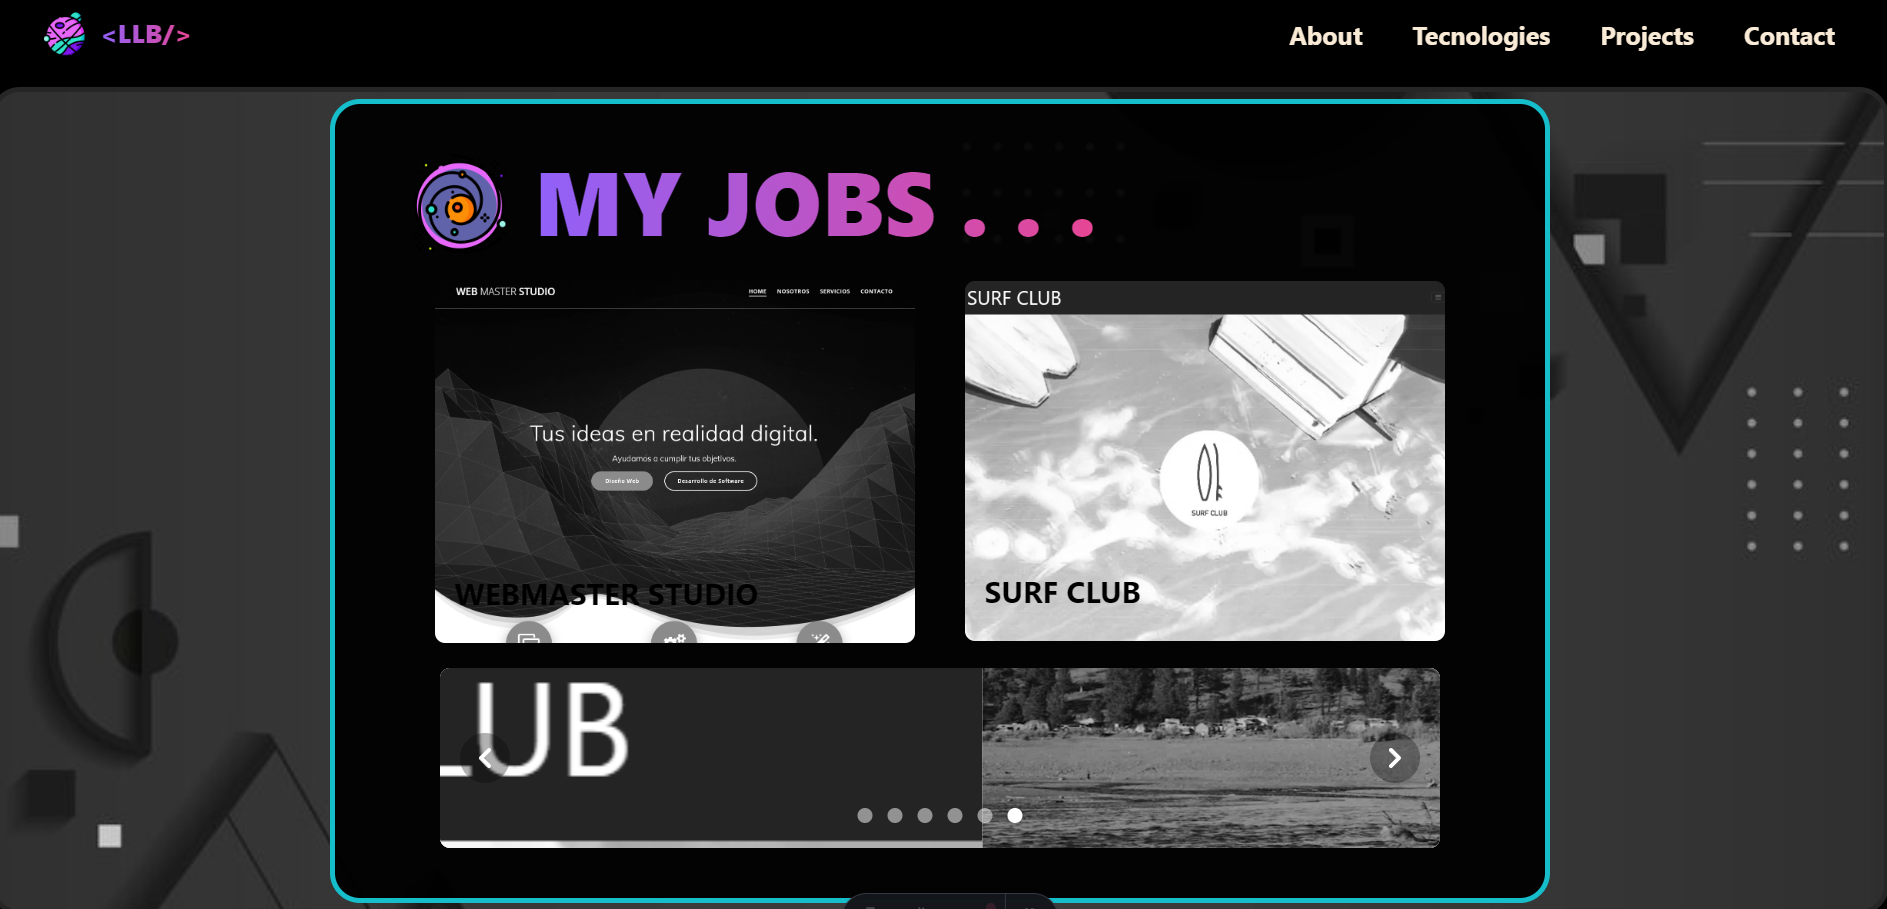 <LLB/>
About
Tecnologies
Projects
Contact
MY JOBS . . .
WEB MASTER STUDIO
HOME NOSOTROS SERVICIOS CONTACTO
Tus ideas en realidad digital.
Ayudamos a cumplir tus objetivos.
Diseño Web
Desarrollo de Software
WEBMASTER STUDIO
SURF CLUB
SURF CLUB
SURF CLUB
LUB